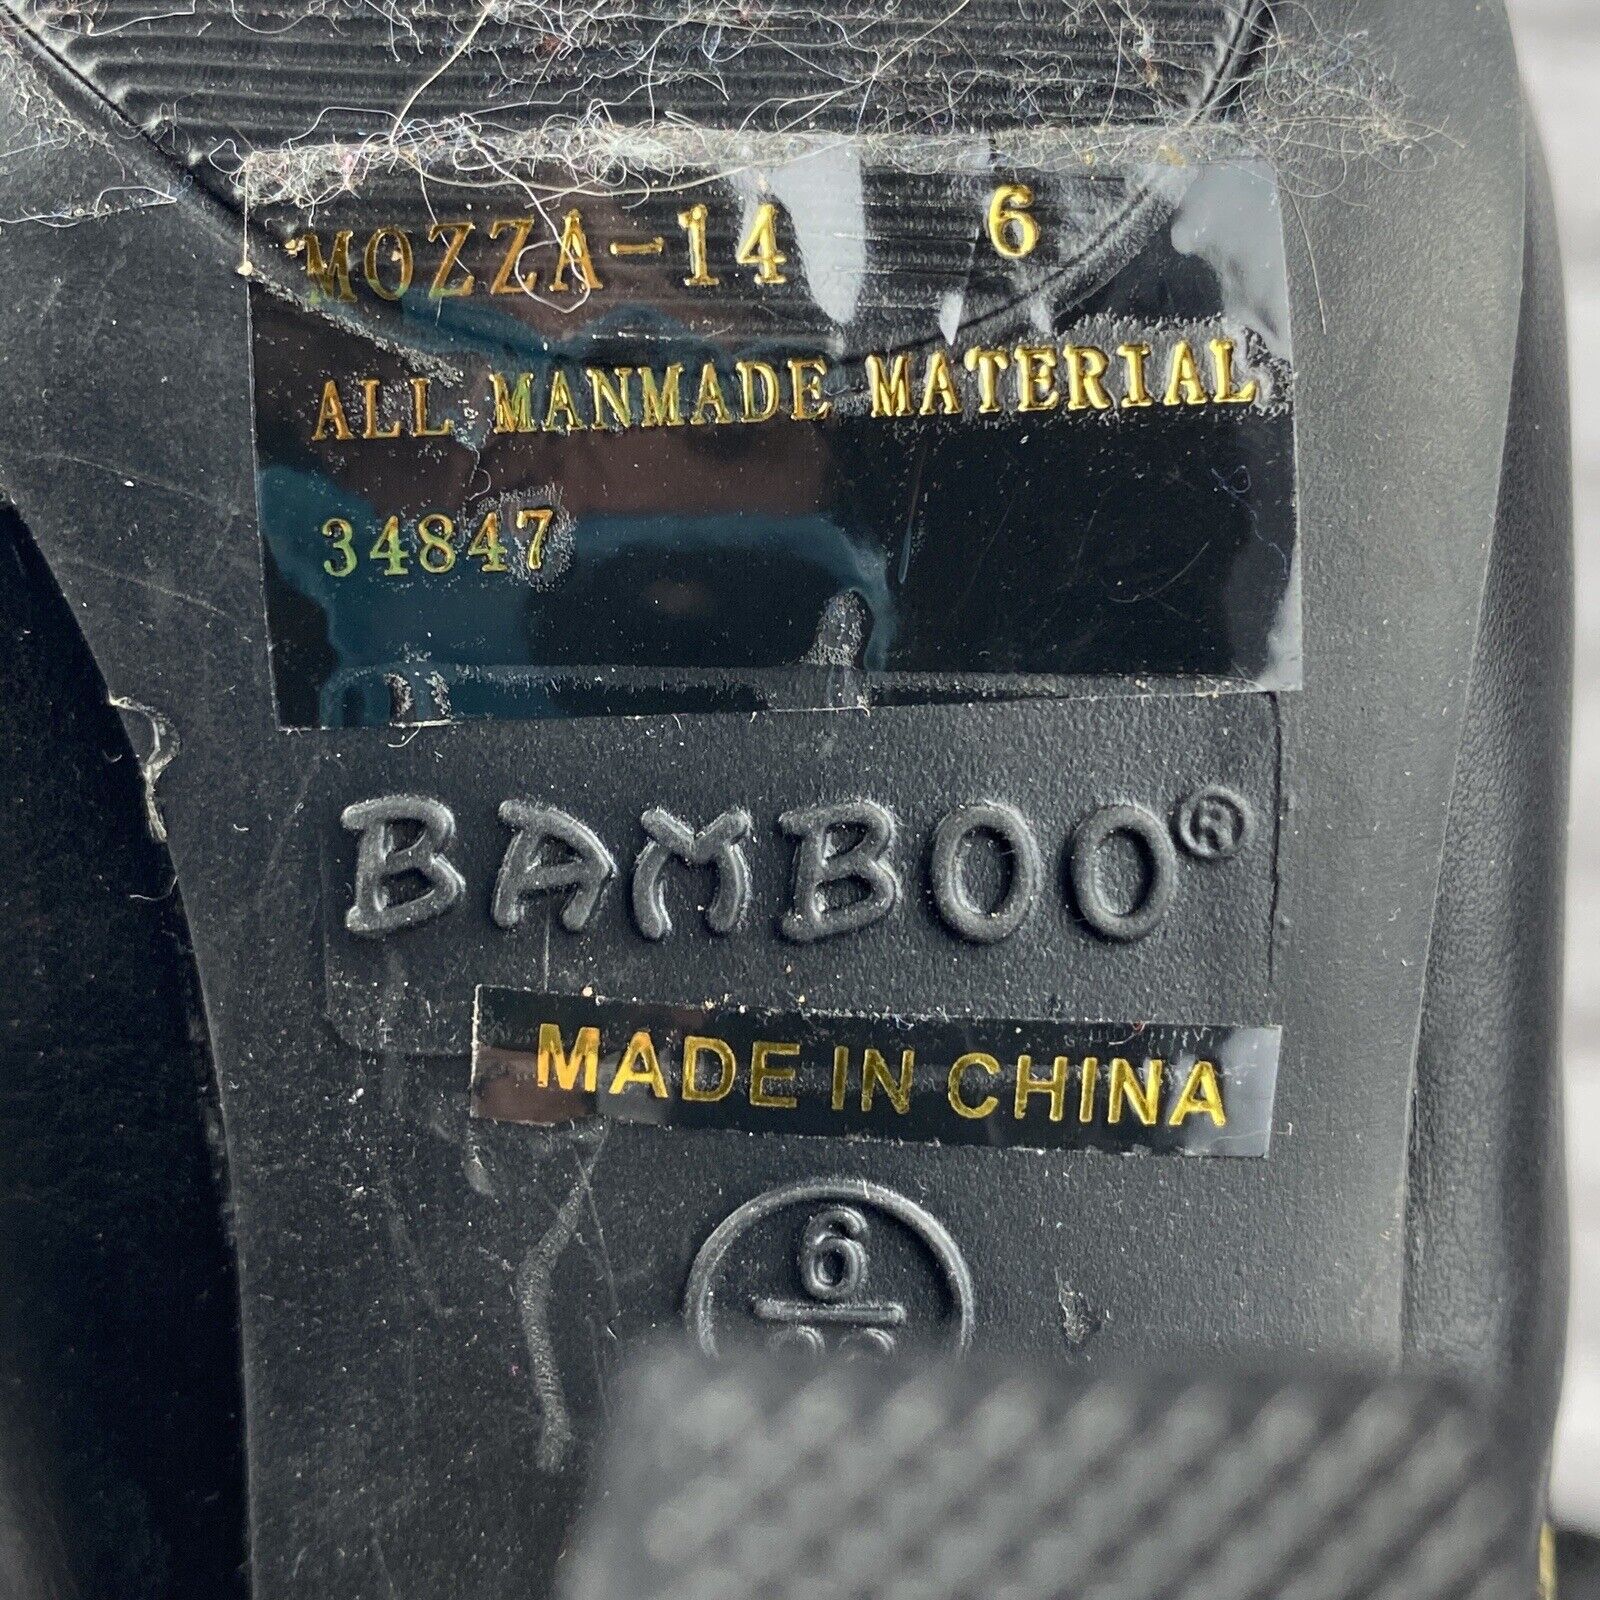 MOZZA-14 6
ALL MANMADE MATERIAL
34847
BAMBOO®
MADE IN CHINA
6